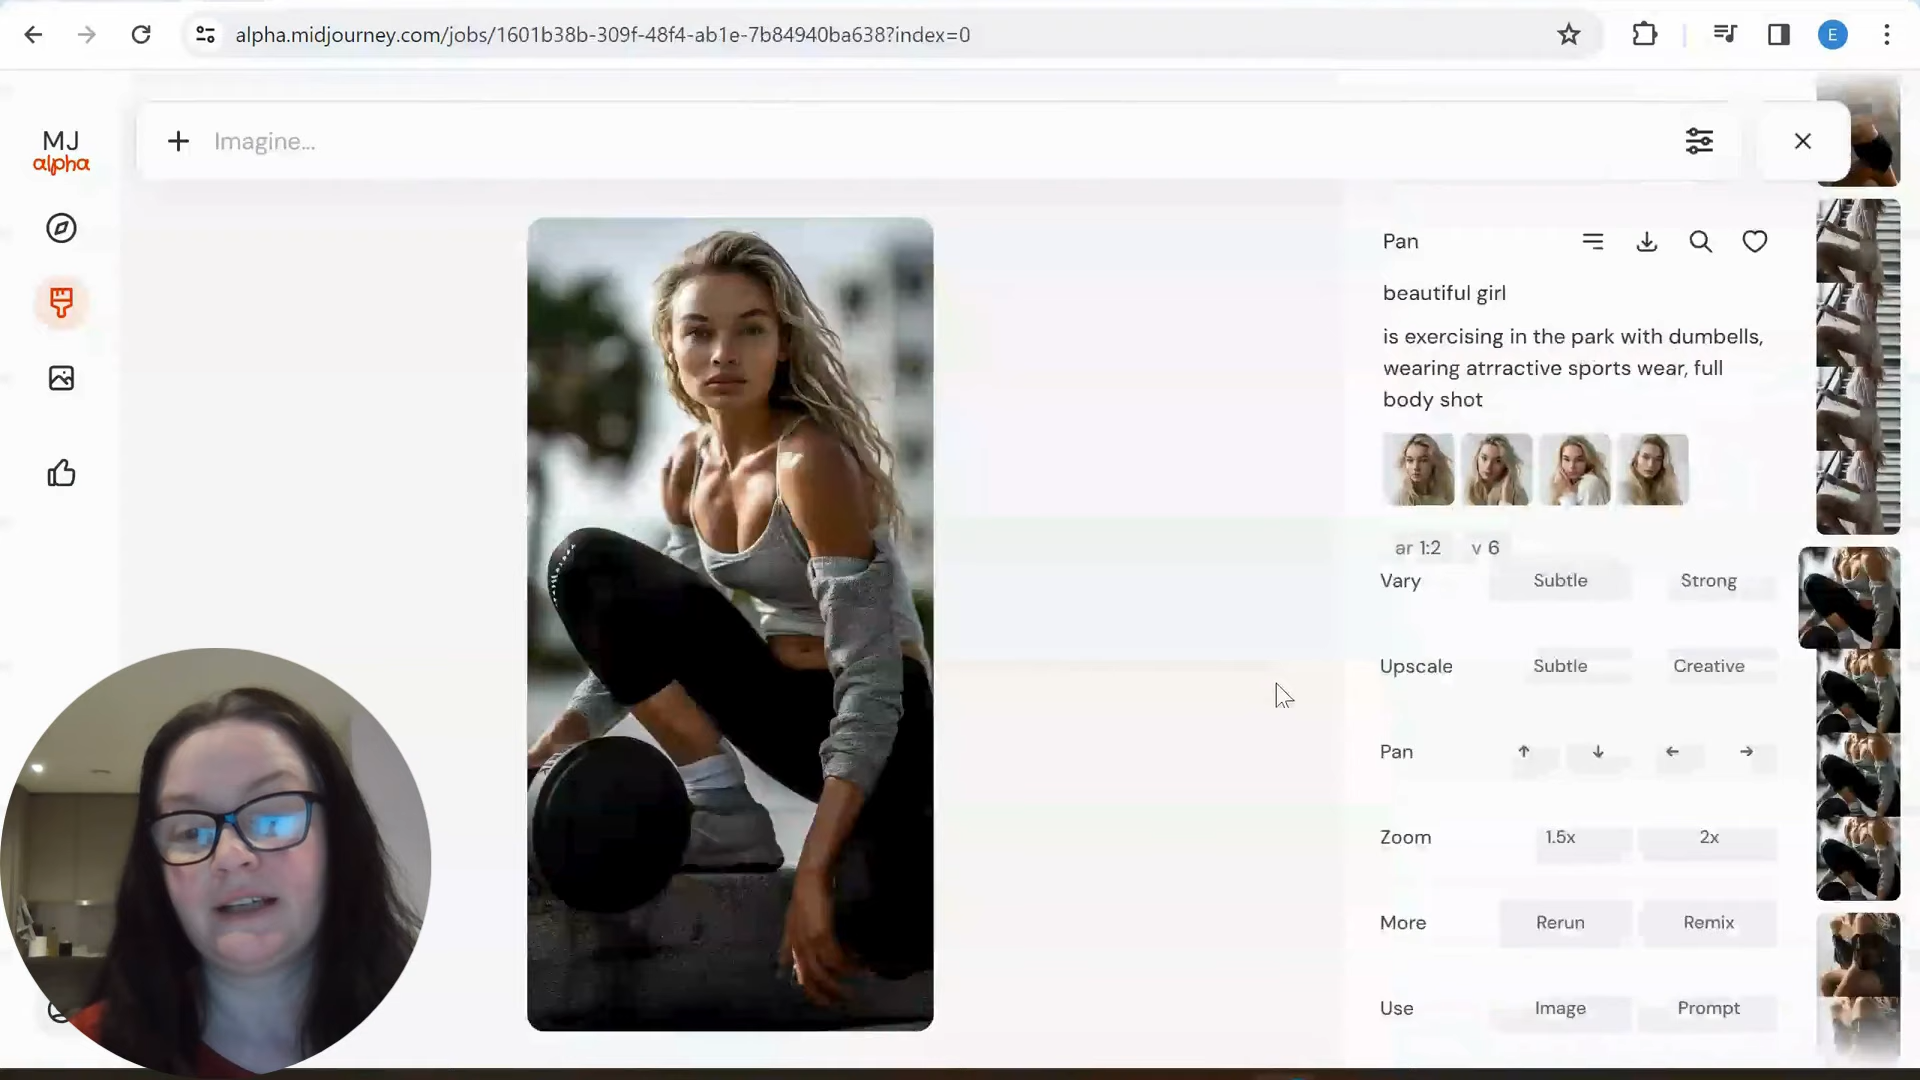 alpha.midjourney.com/jobs/1601b38b-309f-48f4-ab1e-7b84940ba638?index=0
E
MJ
alpha
Imagine...
Pan
beautiful girl
is exercising in the park with dumbells,
wearing atrractive sports wear, full
body shot
ar 1:2 v 6
Vary Subtle Strong
Upscale Subtle Creative
Pan
Zoom 1.5x 2x
More Rerun Remix
Use Image Prompt